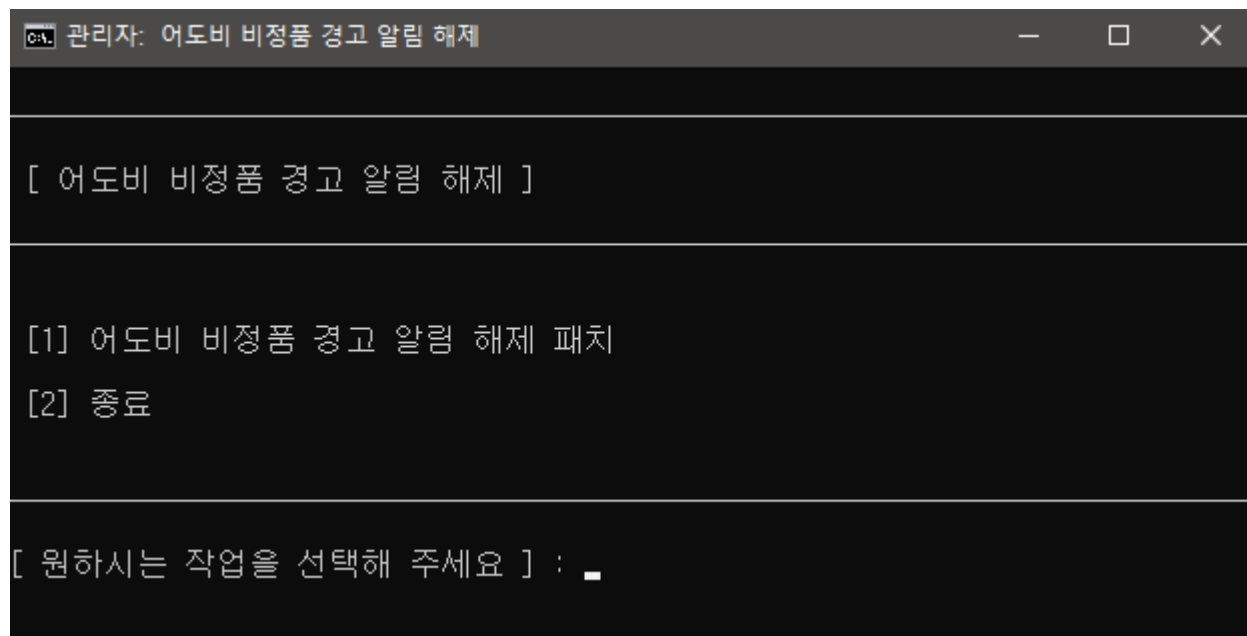 관리자: 어도비 비정품 경고 알림 해제
[ 어도비 비정품 경고 알림 해제 ]
[1] 어도비 비정품 경고 알림 해제 패치
[2] 종료
[ 원하시는 작업을 선택해 주세요 ] :